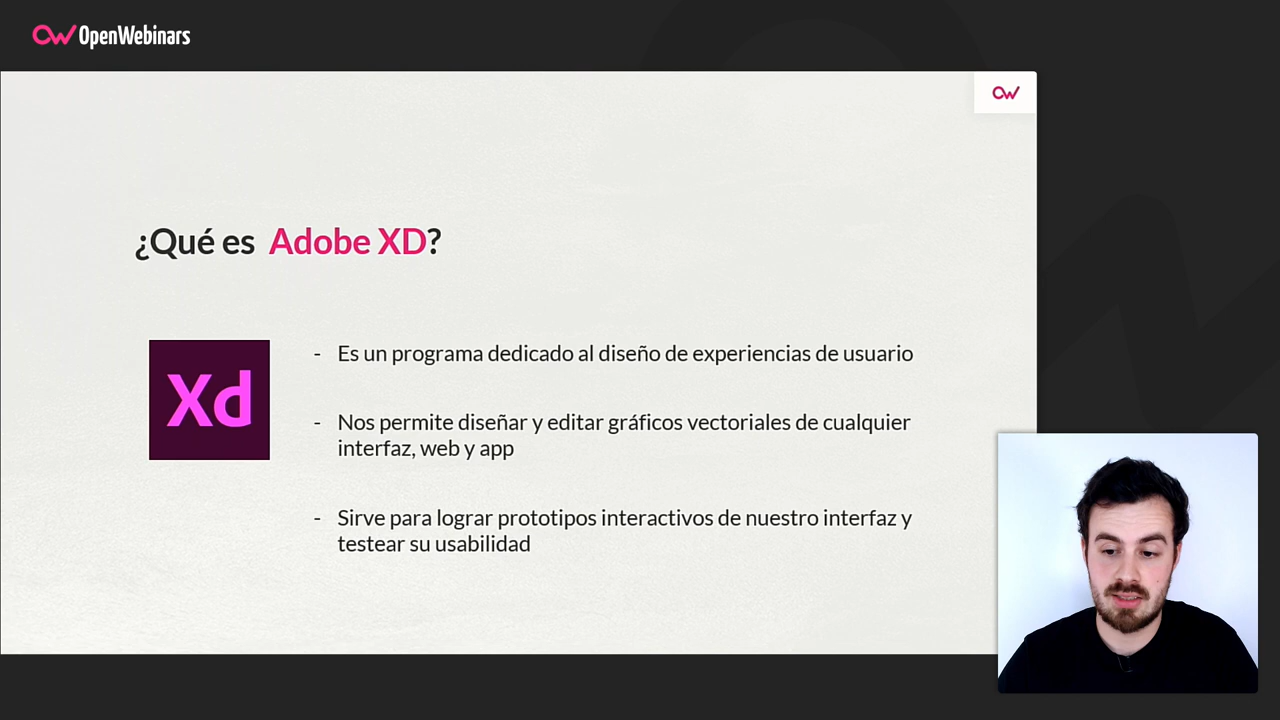 OpenWebinars
¿Qué es Adobe XD?
Xd
- Es un programa dedicado al diseño de experiencias de usuario
- Nos permite diseñar y editar gráficos vectoriales de cualquier
interfaz, web y app
- Sirve para lograr prototipos interactivos de nuestro interfaz y
testear su usabilidad